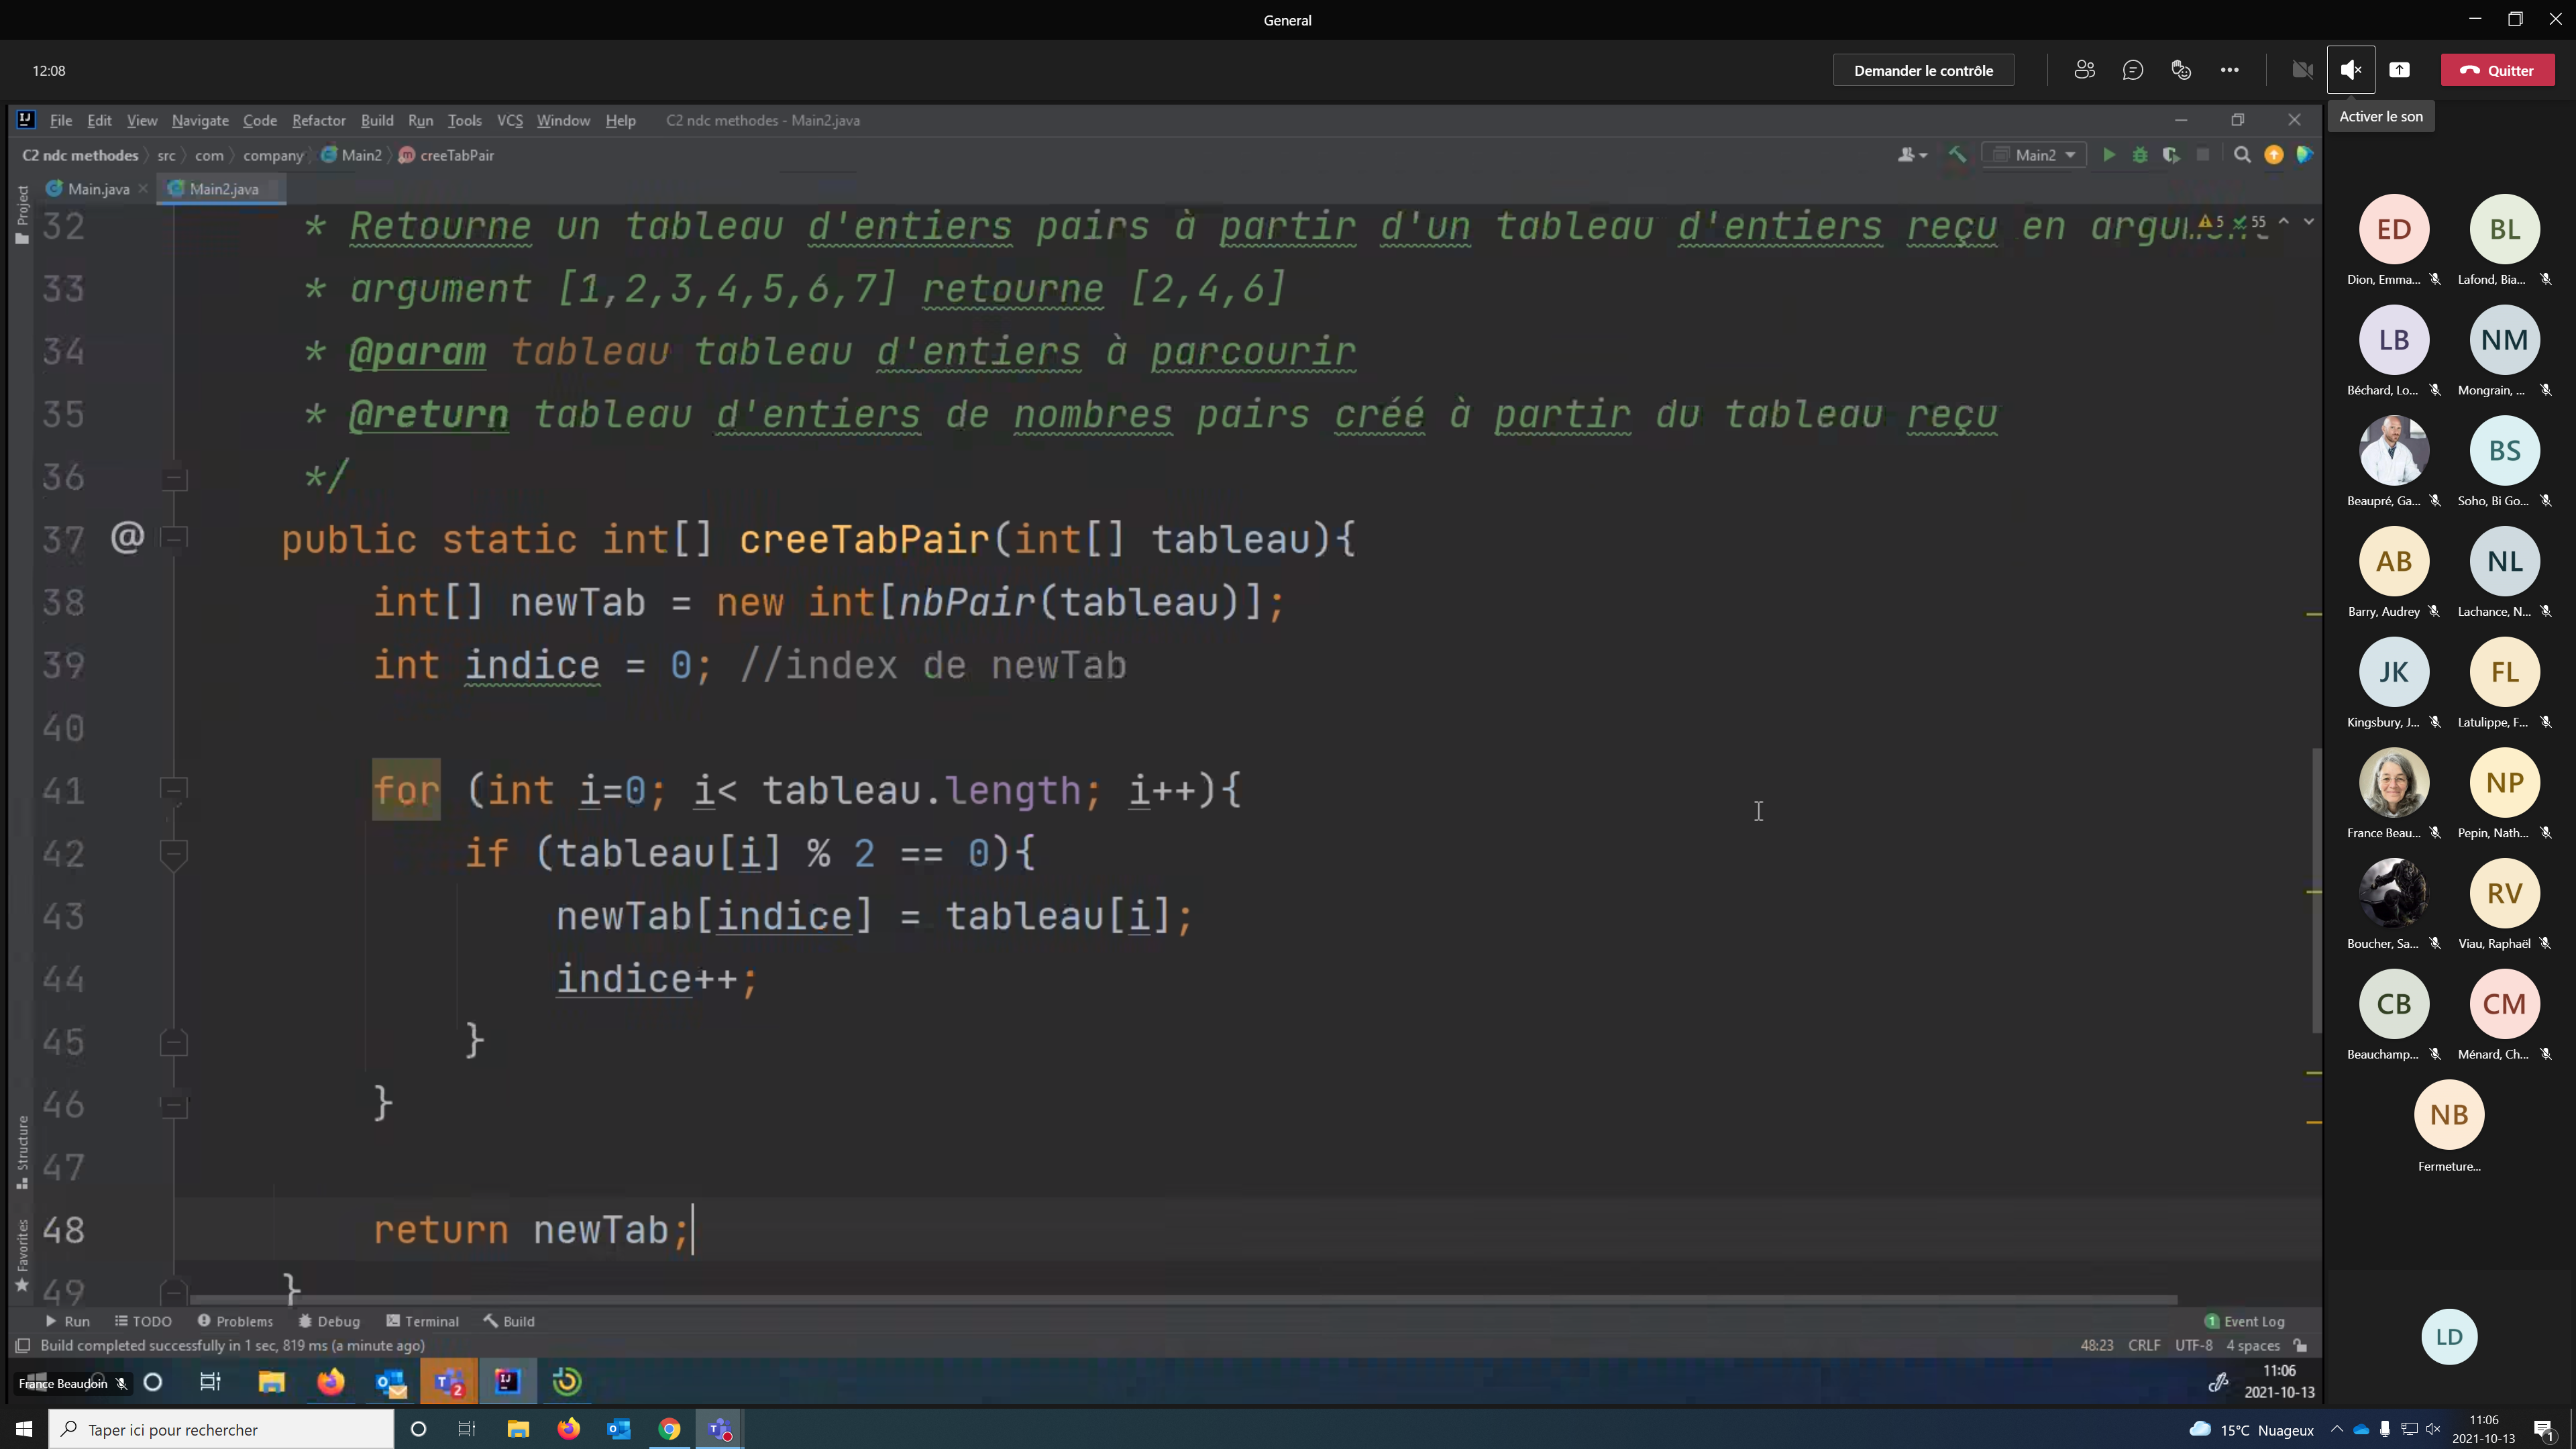 General
12:08
Demander le contrôle
Quitter
Activer le son
File Edit View Navigate Code Refactor Build Run Tools VCS Window Help C2 ndc methodes - Main2.java
C2 ndc methodes src com company Main2 creeTabPair
Main2
Main.java Main2.java
Project
5 55
32 * Retourne un tableau d'entiers pairs à partir d'un tableau d'entiers reçu en
33 * argument [1,2,3,4,5,6,7] retourne [2,4,6]
34 * @param tableau tableau d'entiers à parcourir
35 * @return tableau d'entiers de nombres pairs créé à partir du tableau reçu
36 */
37 @ public static int[] creeTabPair(int[] tableau){
38 int[] newTab = new int[nbPair(tableau)];
39 int indice = 0; //index de newTab
40
41 for (int i=0; i< tableau.length; i++){
42 if (tableau[i] % 2 == 0){
43 newTab[indice] = tableau[i];
44 indice++;
45 }
46 }
47
48 return newTab;
49 }
Structure
Favorites
Run TODO Problems Debug Terminal Build
1 Event Log
Build completed successfully in 1 sec, 819 ms (a minute ago)
48:23 CRLF UTF-8 4 spaces
France Beaudoin
2
11:06
2021-10-13
ED BL
Dion, Emma... Lafond, Bia...
LB NM
Béchard, Lo... Mongrain, ...
BS
Beaupré, Ga... Soho, Bi Go...
AB NL
Barry, Audrey Lachance, N...
JK FL
Kingsbury, J... Latulippe, F...
NP
France Beau... Pepin, Nath...
RV
Boucher, Sa... Viau, Raphaël
CB CM
Beauchamp... Ménard, Ch...
NB
Fermeture...
LD
Taper ici pour rechercher
15°C Nuageux
11:06
2021-10-13
1